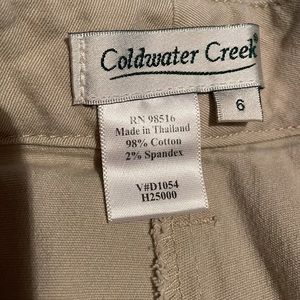 Coldwater Creek
6
RN 98516
Made in Thailand
98% Cotton
2% Spandex
V#D1054
H25000